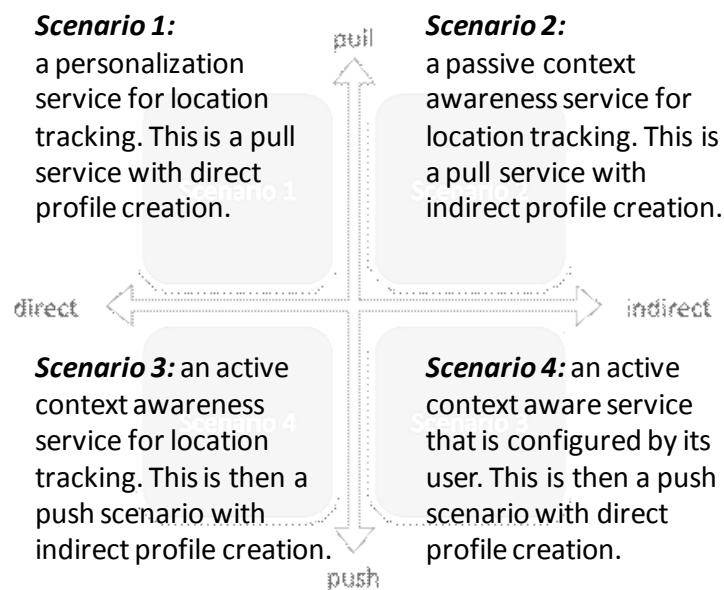 pull
Scenario 1:
a personalization
service for location
tracking. This is a pull
service with direct
profile creation.
Scenario 1
Scenario 2:
a passive context
awareness service for
location tracking. This is
a pull service with
indirect profile creation.
Scenario 2
direct
indirect
Scenario 3: an active
context awareness
service for location
tracking. This is then a
push scenario with
indirect profile creation.
Scenario 4
Scenario 4: an active
context aware service
that is configured by its
user. This is then a push
scenario with direct
profile creation.
Scenario 3
push